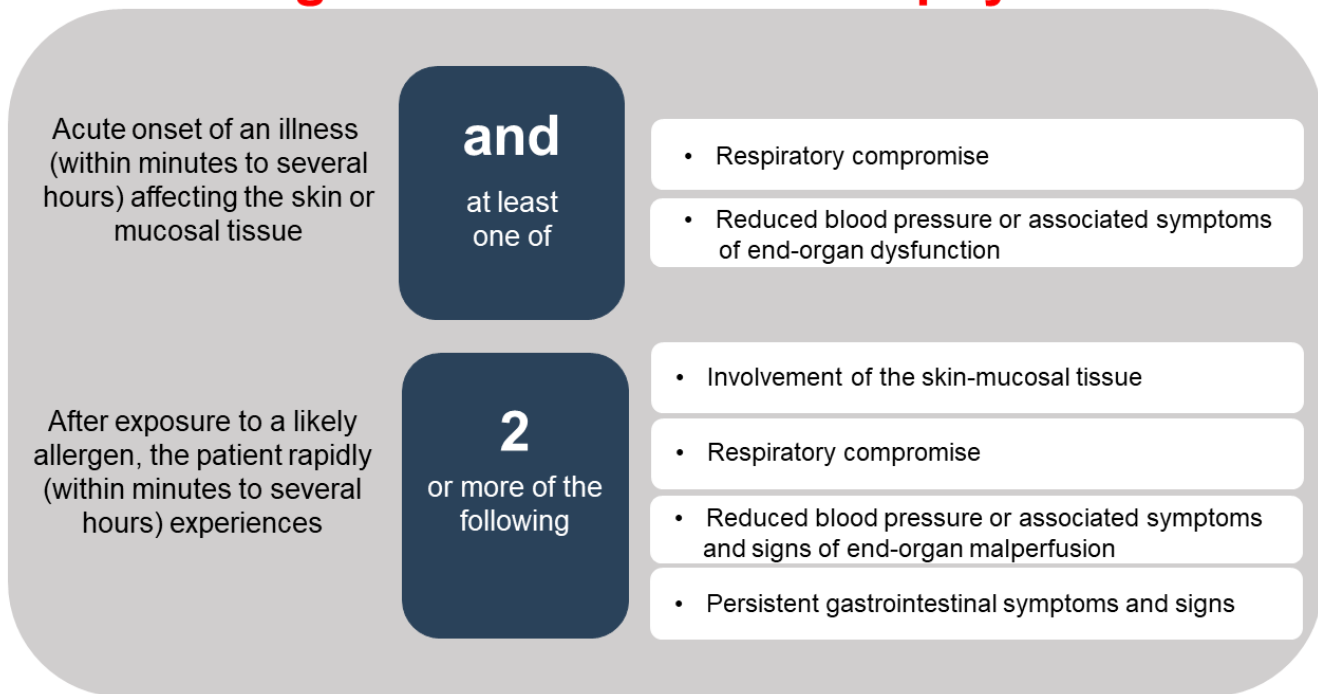 Acute onset of an illness
(within minutes to several
hours) affecting the skin or
mucosal tissue
and
at least
one of
• Respiratory compromise
• Reduced blood pressure or associated symptoms
of end-organ dysfunction
After exposure to a likely
allergen, the patient rapidly
(within minutes to several
hours) experiences
2
or more of the
following
• Involvement of the skin-mucosal tissue
• Respiratory compromise
• Reduced blood pressure or associated symptoms
and signs of end-organ malperfusion
• Persistent gastrointestinal symptoms and signs